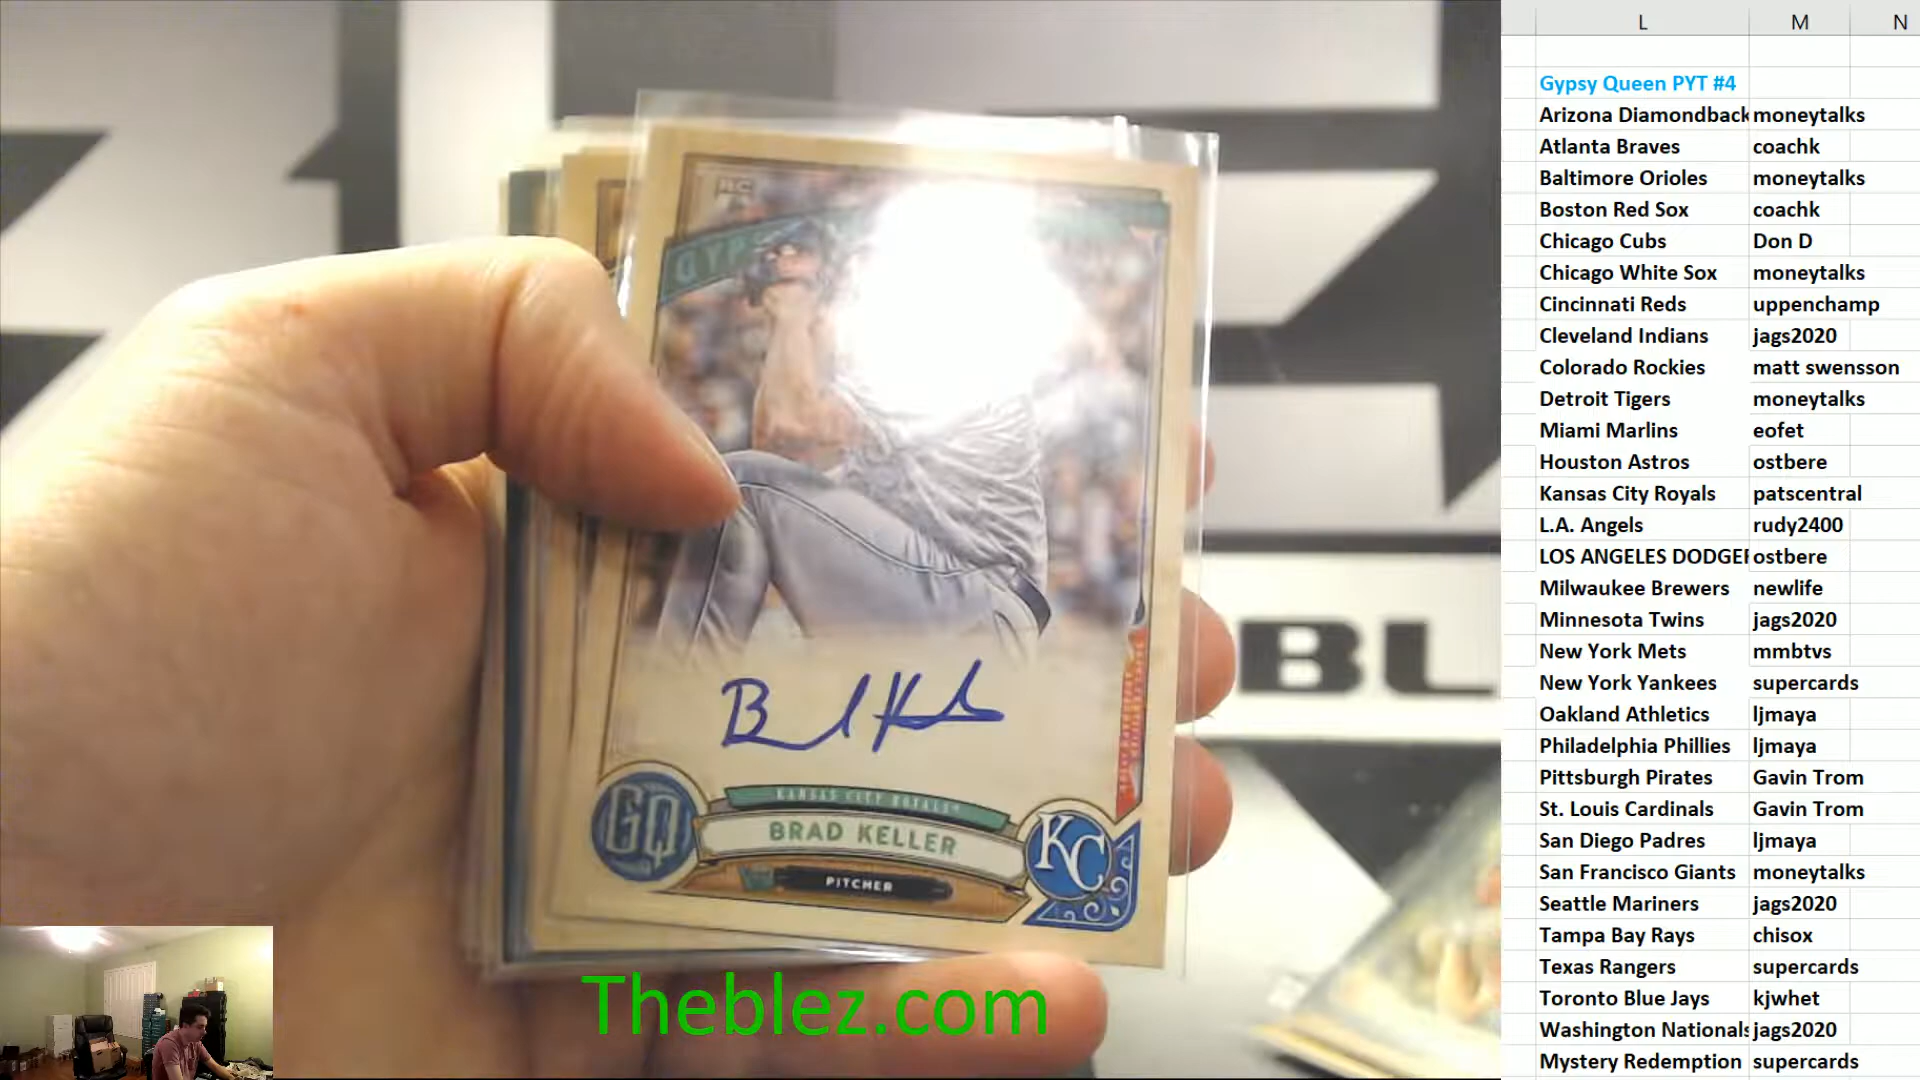 L M N
Gypsy Queen PYT #4
Arizona Diamondback moneytalks
Atlanta Braves coachk
Baltimore Orioles moneytalks
Boston Red Sox coachk
Chicago Cubs Don D
Chicago White Sox moneytalks
Cincinnati Reds uppenchamp
Cleveland Indians jags2020
Colorado Rockies matt swensson
Detroit Tigers moneytalks
Miami Marlins eofet
Houston Astros ostbere
Kansas City Royals patscentral
L.A. Angels rudy2400
LOS ANGELES DODGER ostbere
Milwaukee Brewers newlife
Minnesota Twins jags2020
New York Mets mmbtvs
New York Yankees supercards
Oakland Athletics ljmaya
Philadelphia Phillies ljmaya
Pittsburgh Pirates Gavin Trom
St. Louis Cardinals Gavin Trom
San Diego Padres ljmaya
San Francisco Giants moneytalks
Seattle Mariners jags2020
Tampa Bay Rays chisox
Texas Rangers supercards
Toronto Blue Jays kjwhet
Washington Nationals jags2020
Mystery Redemption supercards
RC
GYPS
BL
GQ
KANSAS CITY ROYALS
BRAD KELLER
KC
PITCHER
Theblez.com